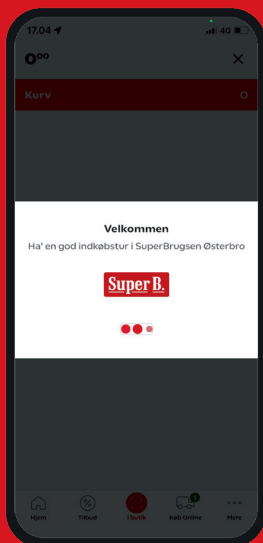 17.04
4G
0⁰⁰
Kurv 0
Velkommen
Ha' en god indkøbstur i SuperBrugsen Østerbro
Super B.
1
Hjem Tilbud I butik Køb Online Mere